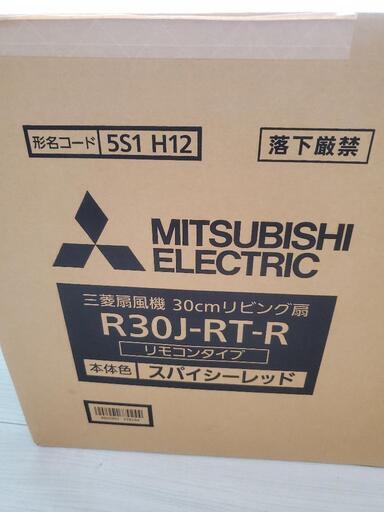 形名コード 5S1 H12
落下厳禁
MITSUBISHI
ELECTRIC
三菱扇風機 30cmリビング扇
R30J-RT-R
リモコンタイプ
本体色 スパイシーレッド